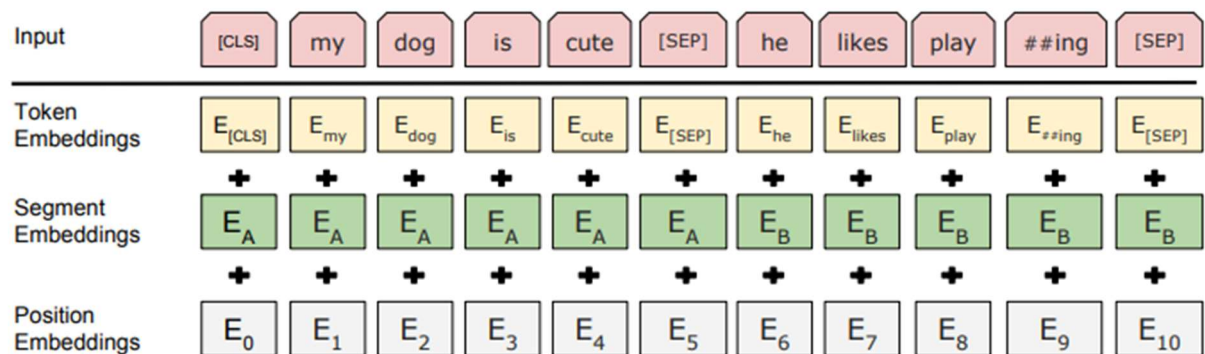 Input [CLS] my dog is cute [SEP] he likes play ##ing [SEP]
Token Embeddings E[CLS] Emy Edog Eis Ecute E[SEP] Ehe Elikes Eplay E##ing E[SEP]
+ + + + + + + + + + +
Segment Embeddings EA EA EA EA EA EA EB EB EB EB EB
+ + + + + + + + + + +
Position Embeddings E0 E1 E2 E3 E4 E5 E6 E7 E8 E9 E10